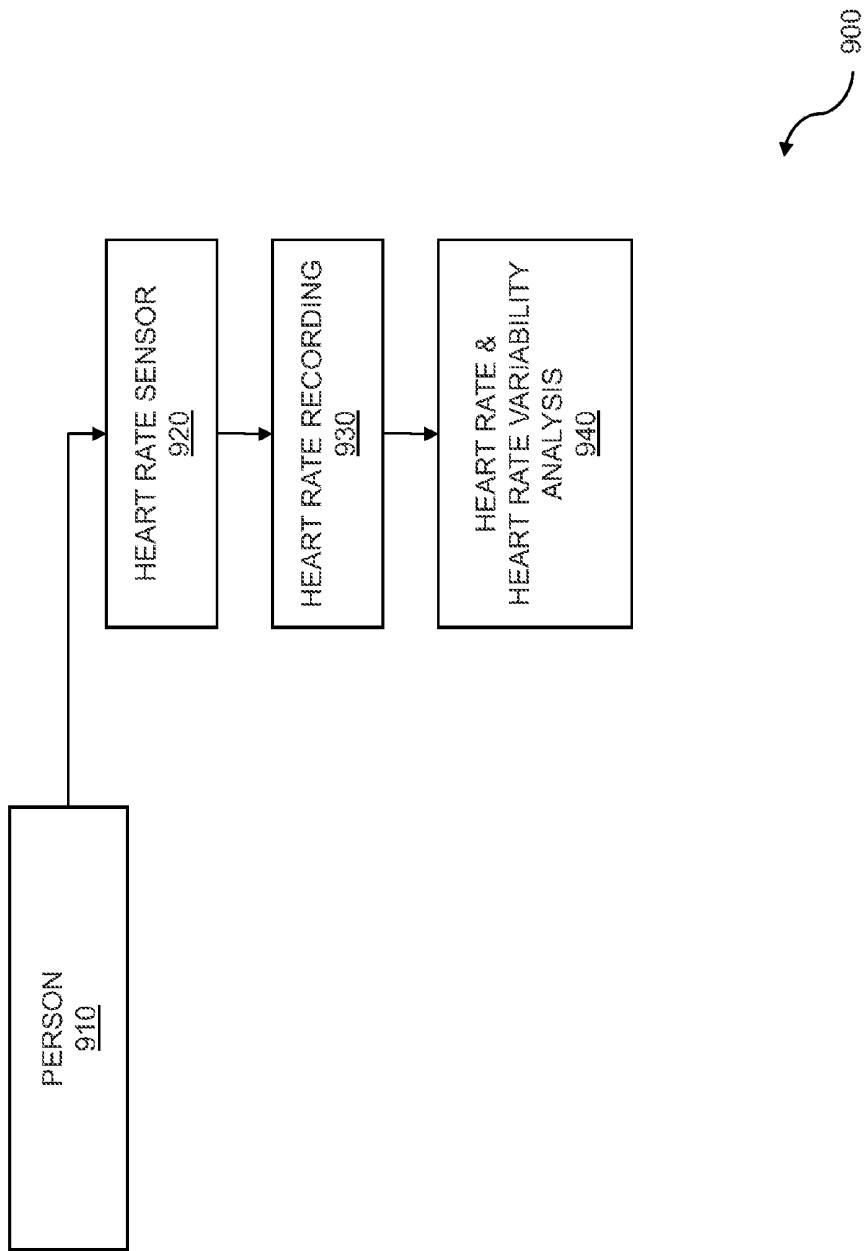 PERSON
910
HEART RATE SENSOR
920
HEART RATE RECORDING
930
HEART RATE &
HEART RATE VARIABILITY
ANALYSIS
940
900